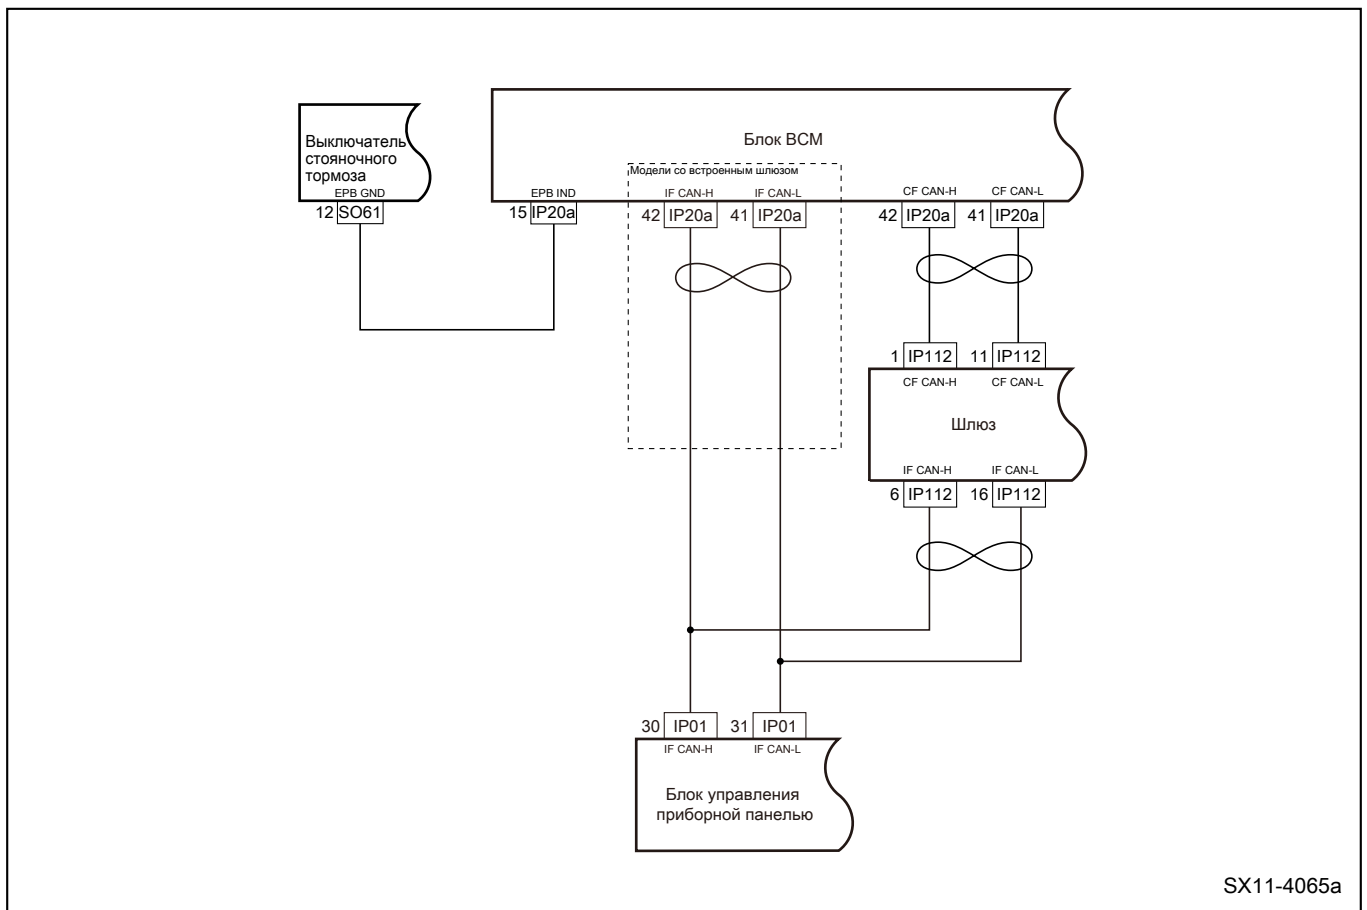 Блок BCM
Выключатель
стояночного
тормоза
EPB GND
12 SO61
Модели со встроенным шлюзом
EPB IND
IF CAN-H
IF CAN-L
CF CAN-H
CF CAN-L
15 IP20a
42 IP20a
41 IP20a
42 IP20a
41 IP20a
1 IP112
11 IP112
CF CAN-H
CF CAN-L
Шлюз
IF CAN-H
IF CAN-L
6 IP112
16 IP112
30 IP01
31 IP01
IF CAN-H
IF CAN-L
Блок управления
приборной панелью
SX11-4065a